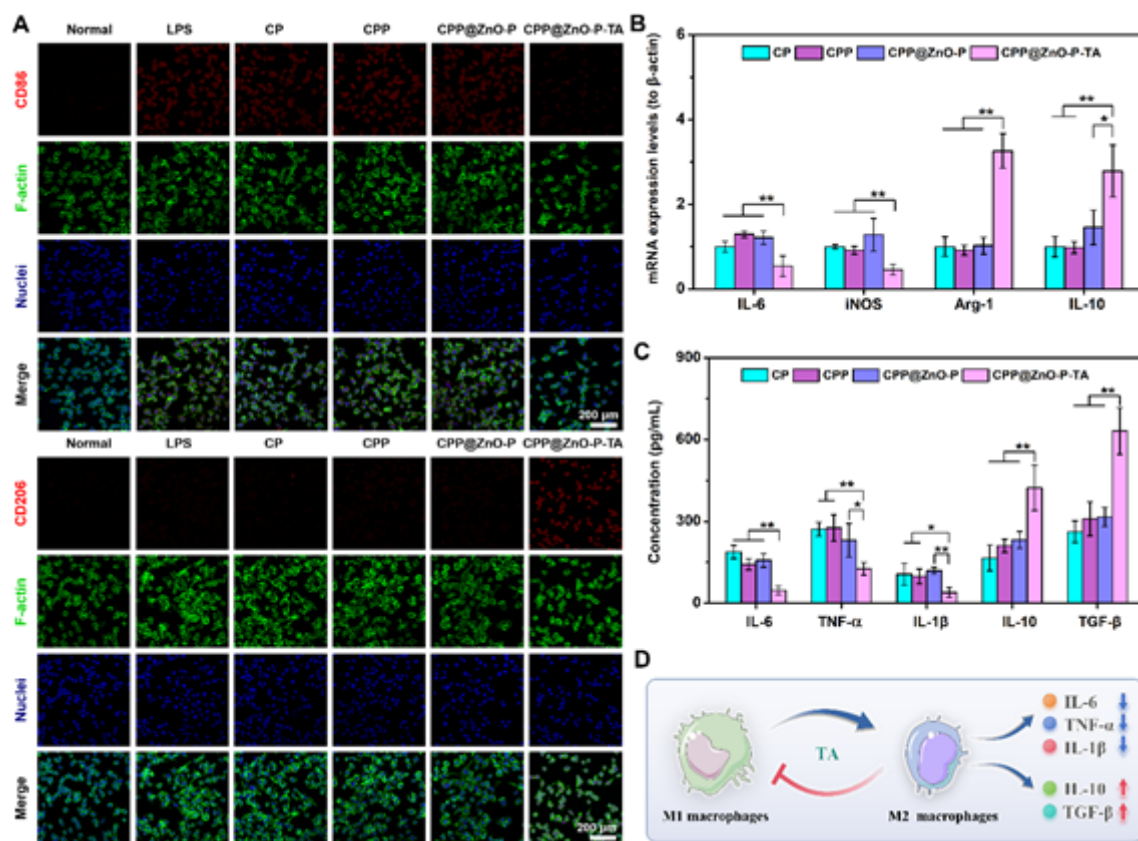 A
Normal LPS CP CPP CPP@ZnO-P CPP@ZnO-P-TA
CD86
F-actin
Nuclei
Merge
200 μm
Normal LPS CP CPP CPP@ZnO-P CPP@ZnO-P-TA
CD206
F-actin
Nuclei
Merge
200 μm
B
mRNA expression levels (to β-actin)
6
4
2
0
CP CPP CPP@ZnO-P CPP@ZnO-P-TA
** ** ** ** *
IL-6 iNOS Arg-1 IL-10
C
Concentration (pg/mL)
900
600
300
0
CP CPP CPP@ZnO-P CPP@ZnO-P-TA
** ** * * ** ** **
IL-6 TNF-α IL-1β IL-10 TGF-β
D
M1 macrophages
TA
M2 macrophages
IL-6
TNF-α
IL-1β
IL-10
TGF-β